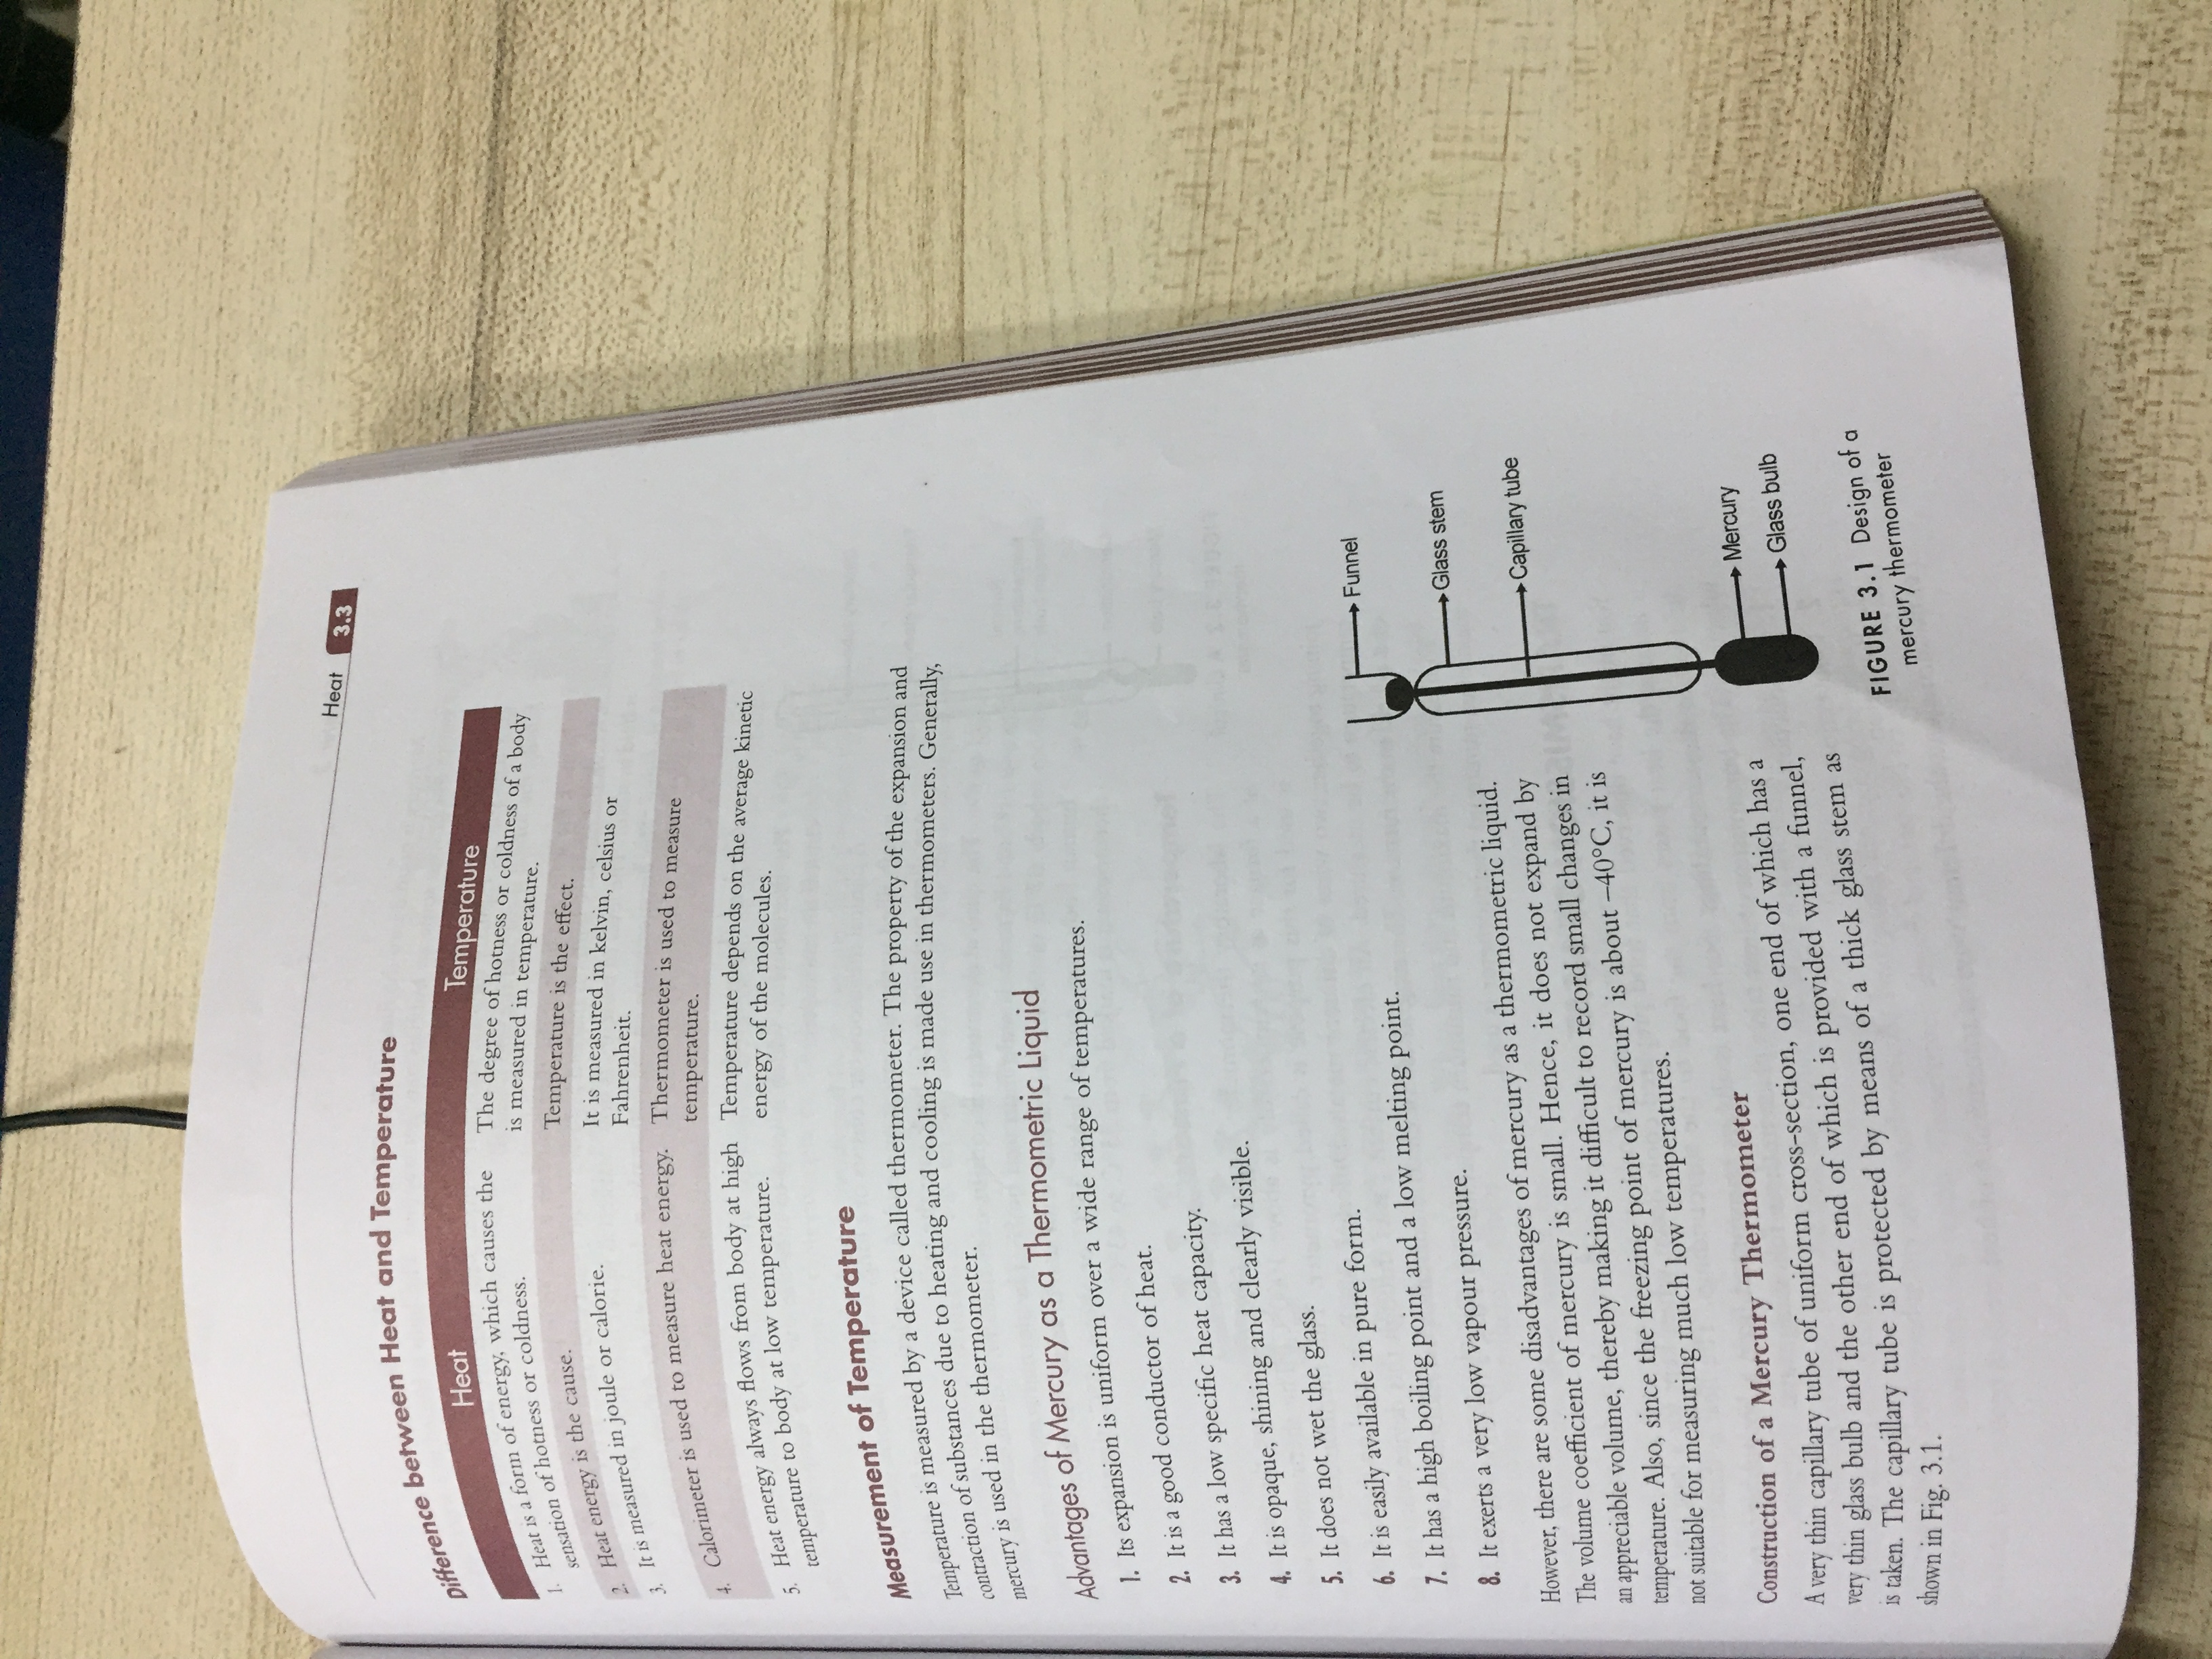 Heat 3.3
Difference between Heat and Temperature
Heat Temperature
1. Heat is a form of energy, which causes the
sensation of hotness or coldness.
The degree of hotness or coldness of a body
is measured in temperature.
2. Heat energy is the cause.
Temperature is the effect.
3. It is measured in joule or calorie.
It is measured in kelvin, celsius or
Fahrenheit.
4. Calorimeter is used to measure heat energy.
Thermometer is used to measure
temperature.
5. Heat energy always flows from body at high
temperature to body at low temperature.
Temperature depends on the average kinetic
energy of the molecules.
Measurement of Temperature
Temperature is measured by a device called thermometer. The property of the expansion and
contraction of substances due to heating and cooling is made use in thermometers. Generally,
mercury is used in the thermometer.
Advantages of Mercury as a Thermometric Liquid
1. Its expansion is uniform over a wide range of temperatures.
2. It is a good conductor of heat.
3. It has a low specific heat capacity.
4. It is opaque, shining and clearly visible.
5. It does not wet the glass.
6. It is easily available in pure form.
7. It has a high boiling point and a low melting point.
8. It exerts a very low vapour pressure.
However, there are some disadvantages of mercury as a thermometric liquid.
The volume coefficient of mercury is small. Hence, it does not expand by
an appreciable volume, thereby making it difficult to record small changes in
temperature. Also, since the freezing point of mercury is about –40°C, it is
not suitable for measuring much low temperatures.
Construction of a Mercury Thermometer
A very thin capillary tube of uniform cross-section, one end of which has a
very thin glass bulb and the other end of which is provided with a funnel,
is taken. The capillary tube is protected by means of a thick glass stem as
shown in Fig. 3.1.
Funnel
Glass stem
Capillary tube
Mercury
Glass bulb
FIGURE 3.1 Design of a
mercury thermometer